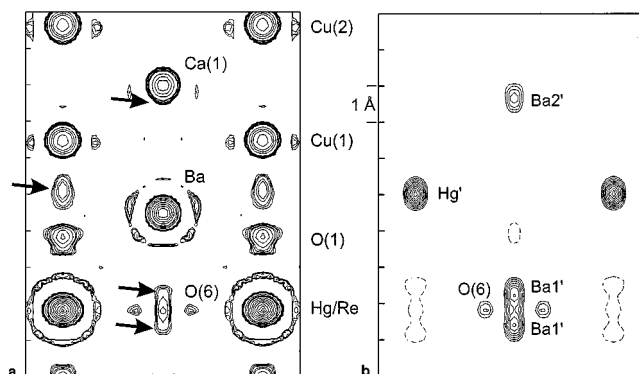 Cu(2)
Ca(1)
1 Å
Ba2'
Cu(1)
Ba
Hg'
O(1)
O(6)
Hg/Re
O(6)
Ba1'
Ba1'
a
b